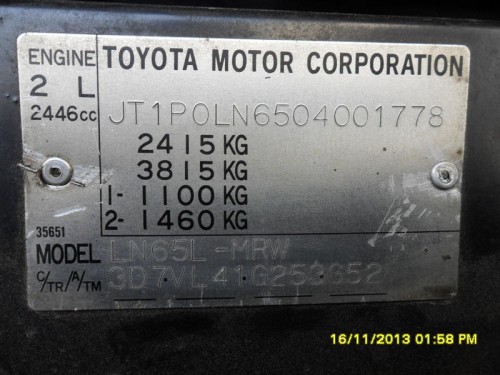 ENGINE TOYOTA MOTOR CORPORATION
2 L
2446cc JT1P0LN6504001778
2415 KG
3815 KG
1- 1100 KG
2- 1460 KG
35651
MODEL LN65L-MRW
C/TR/A/TM 3D7VL41G253G52
16/11/2013 01:58 PM